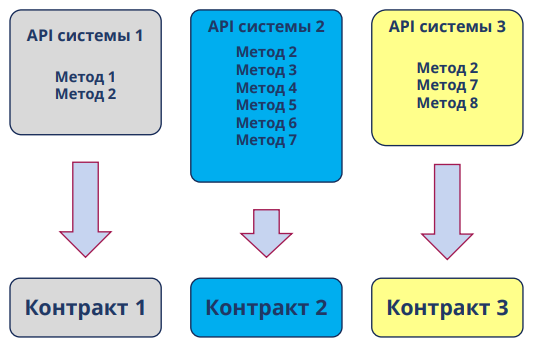 API системы 1
Метод 1
Метод 2
API системы 2
Метод 2
Метод 3
Метод 4
Метод 5
Метод 6
Метод 7
API системы 3
Метод 2
Метод 7
Метод 8
Контракт 1
Контракт 2
Контракт 3